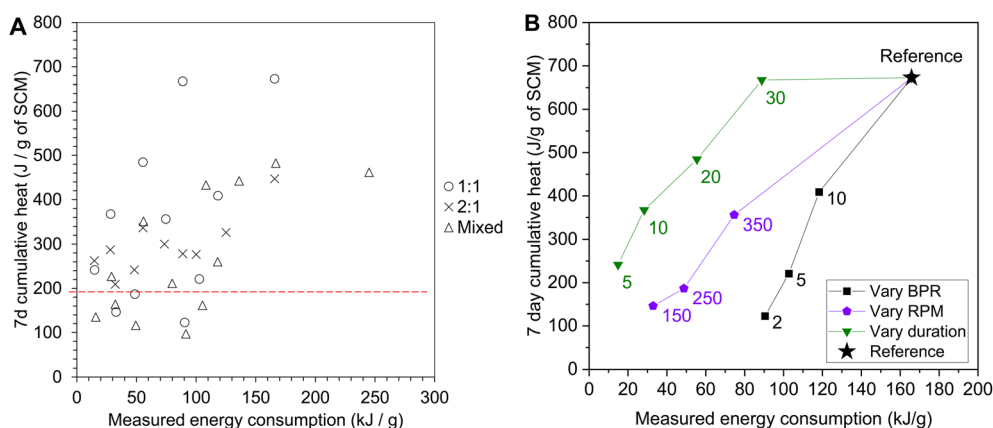 A
7d cumulative heat (J / g of SCM)
800
700
600
500
400
300
200
100
0
0 50 100 150 200 250 300
Measured energy consumption (kJ / g)
1:1
2:1
Mixed
B
7 day cumulative heat (J/g of SCM)
800
700
600
500
400
300
200
100
0
0 20 40 60 80 100 120 140 160 180 200
Measured energy consumption (kJ/g)
Reference
30
20
10
5
350
250
150
10
5
2
Vary BPR
Vary RPM
Vary duration
Reference